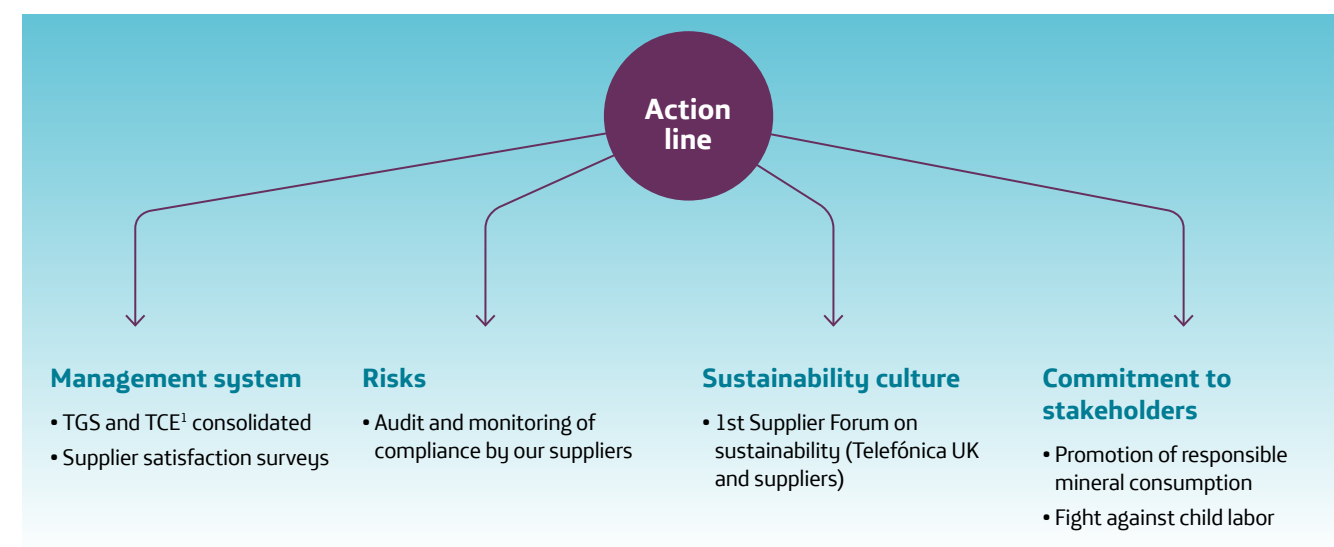 Action
line
Management system
• TGS and TCE¹ consolidated
• Supplier satisfaction surveys
Risks
• Audit and monitoring of
compliance by our suppliers
Sustainability culture
• 1st Supplier Forum on
sustainability (Telefónica UK
and suppliers)
Commitment to
stakeholders
• Promotion of responsible
mineral consumption
• Fight against child labor